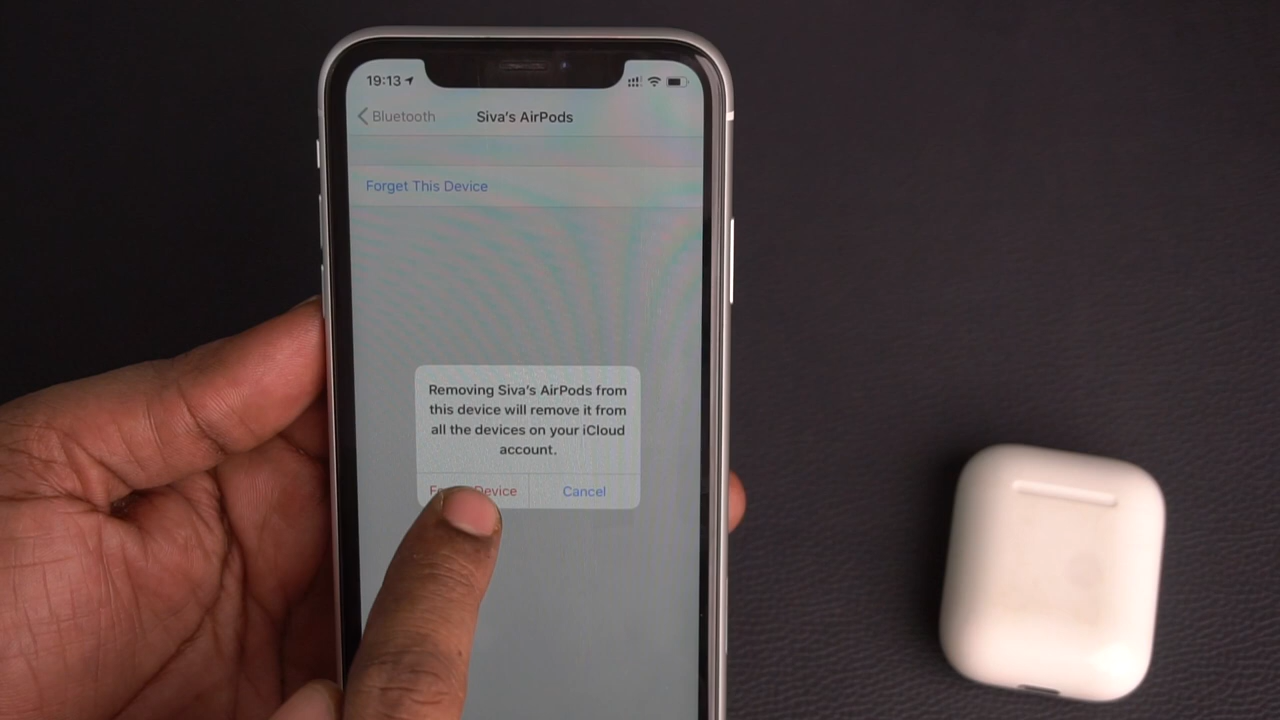 19:13
Bluetooth
Siva's AirPods
Forget This Device
Removing Siva's AirPods from
this device will remove it from
all the devices on your iCloud
account.
Device
Cancel